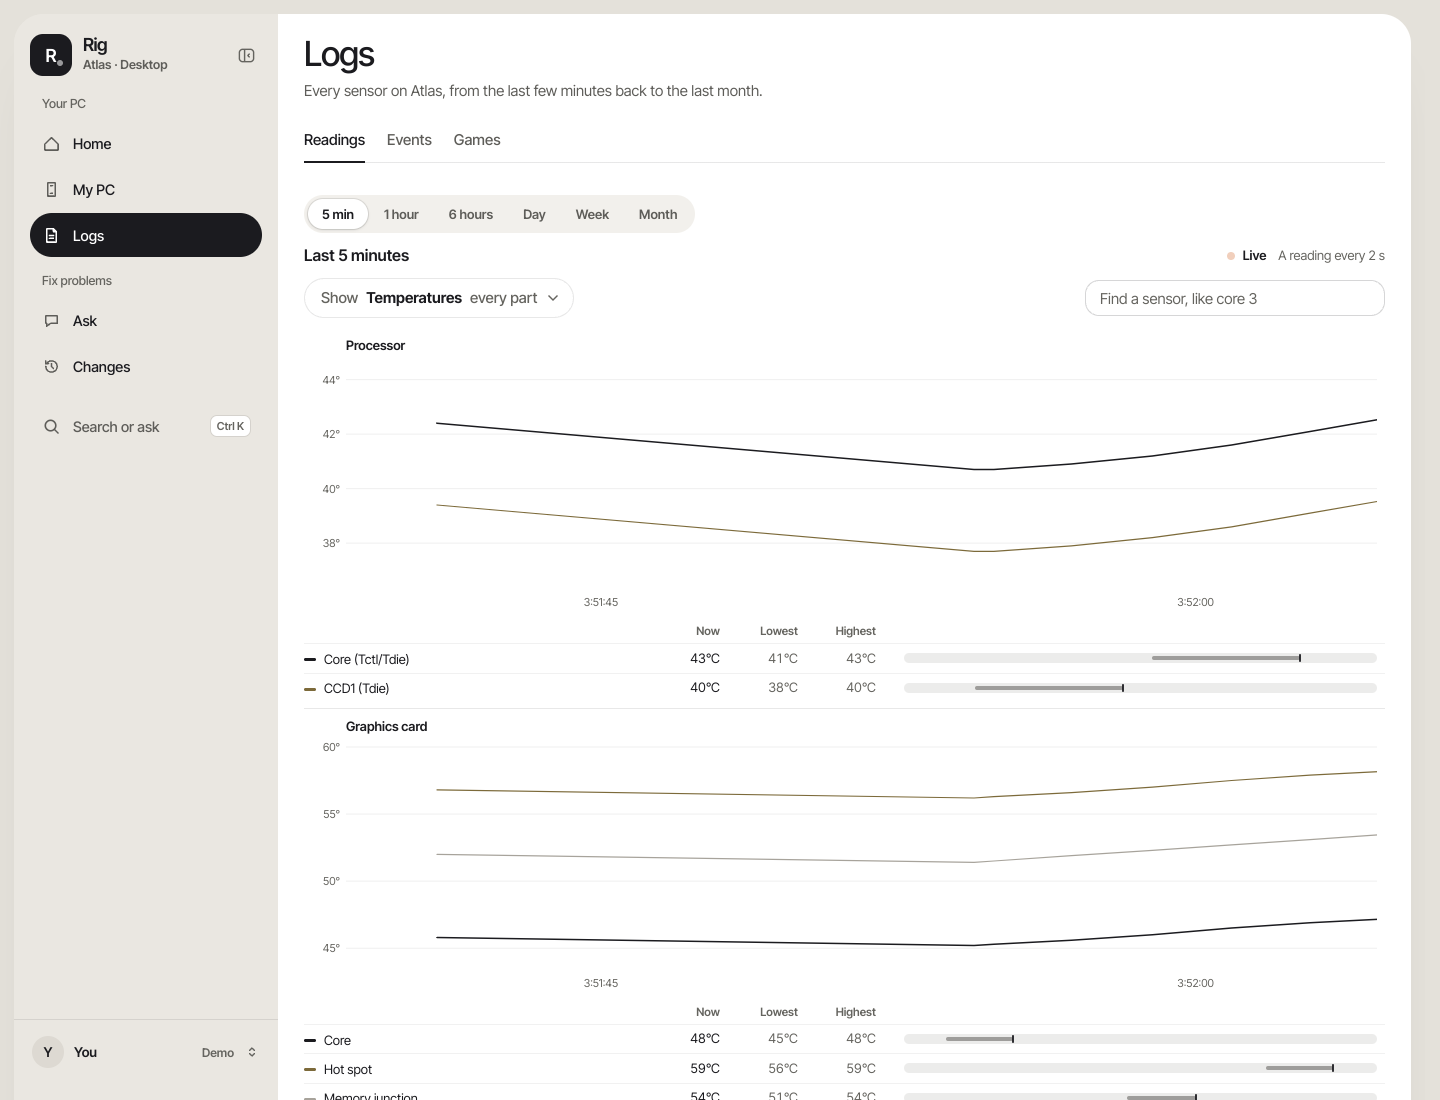 R.
Rig
Atlas · Desktop
Your PC
Home
My PC
Logs
Fix problems
Ask
Changes
Search or ask
Ctrl K
Y
You
Demo
Logs
Every sensor on Atlas, from the last few minutes back to the last month.
Readings Events Games
5 min 1 hour 6 hours Day Week Month
Last 5 minutes
Live A reading every 2 s
Show Temperatures every part
Find a sensor, like core 3
Processor
44°
42°
40°
38°
3:51:45 3:52:00
Now Lowest Highest
Core (Tctl/Tdie) 43°C 41°C 43°C
CCD1 (Tdie) 40°C 38°C 40°C
Graphics card
60°
55°
50°
45°
3:51:45 3:52:00
Now Lowest Highest
Core 48°C 45°C 48°C
Hot spot 59°C 56°C 59°C
Memory junction 54°C 51°C 54°C